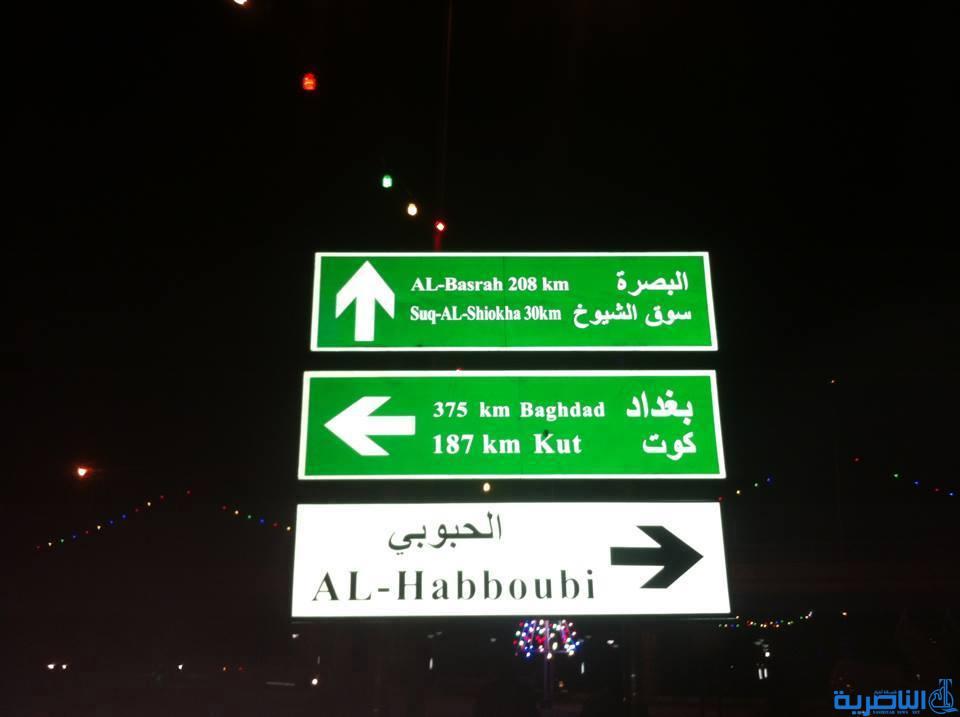 AL-Basrah 208 km البصرة
Suq-AL-Shiokha 30km سوق الشيوخ
375 km Baghdad بغداد
187 km Kut كوت
الحبوبي
AL-Habboubi
الناصرية